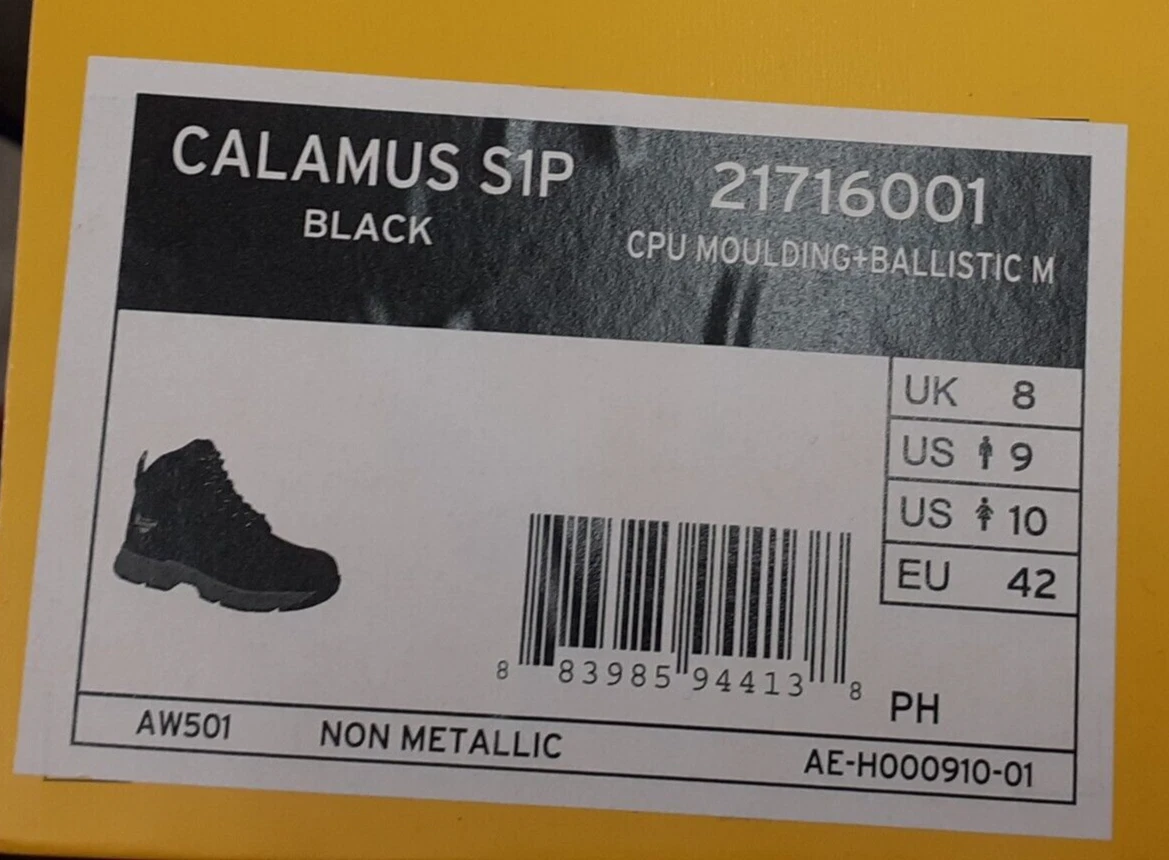 CALAMUS S1P
BLACK
21716001
CPU MOULDING+BALLISTIC M
UK 8
US 9
US 10
EU 42
8 83985 94413 8
PH
AW501 NON METALLIC AE-H000910-01